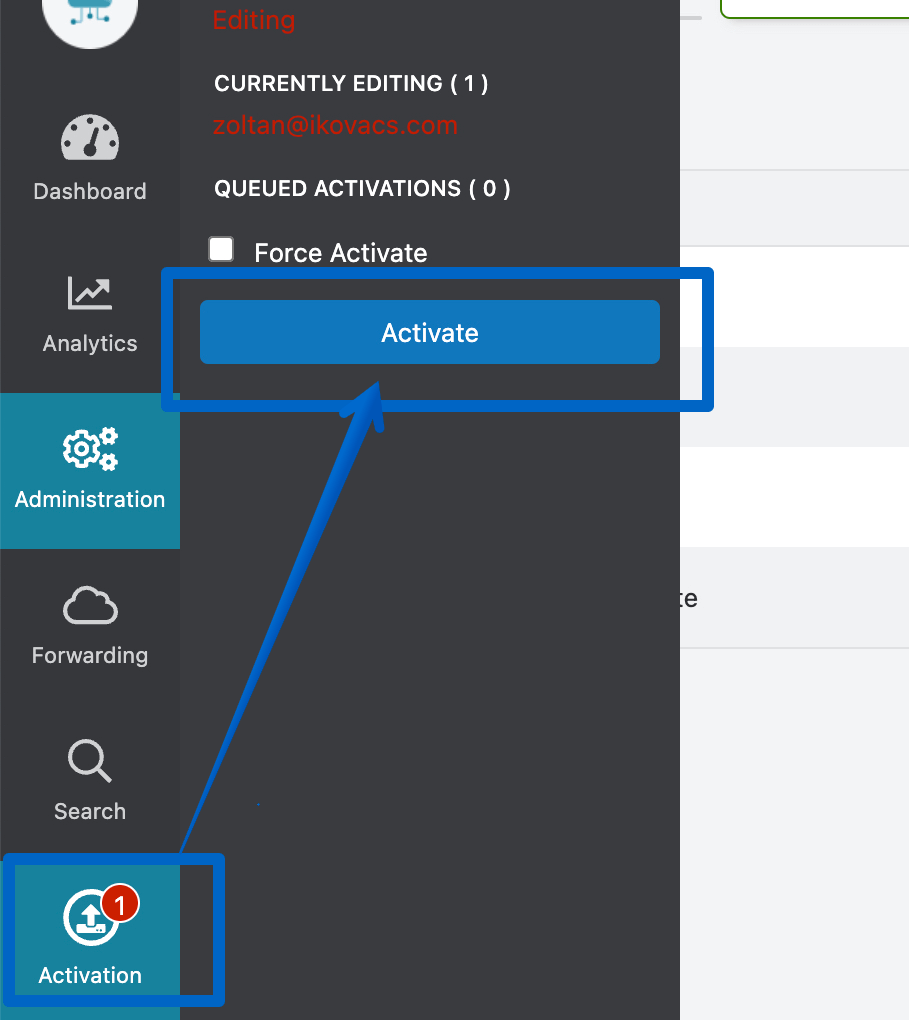 Editing
CURRENTLY EDITING ( 1 )
zoltan@ikovacs.com
QUEUED ACTIVATIONS ( 0 )
Force Activate
Activate
Dashboard
Analytics
Administration
Forwarding
Search
1
Activation
te